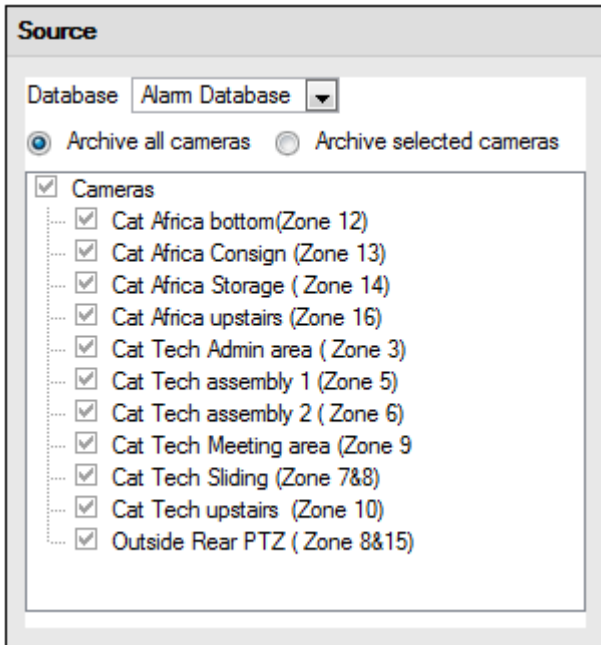 Source
Database Alarm Database
Archive all cameras Archive selected cameras
Cameras
Cat Africa bottom(Zone 12)
Cat Africa Consign (Zone 13)
Cat Africa Storage ( Zone 14)
Cat Africa upstairs (Zone 16)
Cat Tech Admin area ( Zone 3)
Cat Tech assembly 1 (Zone 5)
Cat Tech assembly 2 ( Zone 6)
Cat Tech Meeting area (Zone 9
Cat Tech Sliding (Zone 7&8)
Cat Tech upstairs  (Zone 10)
Outside Rear PTZ ( Zone 8&15)